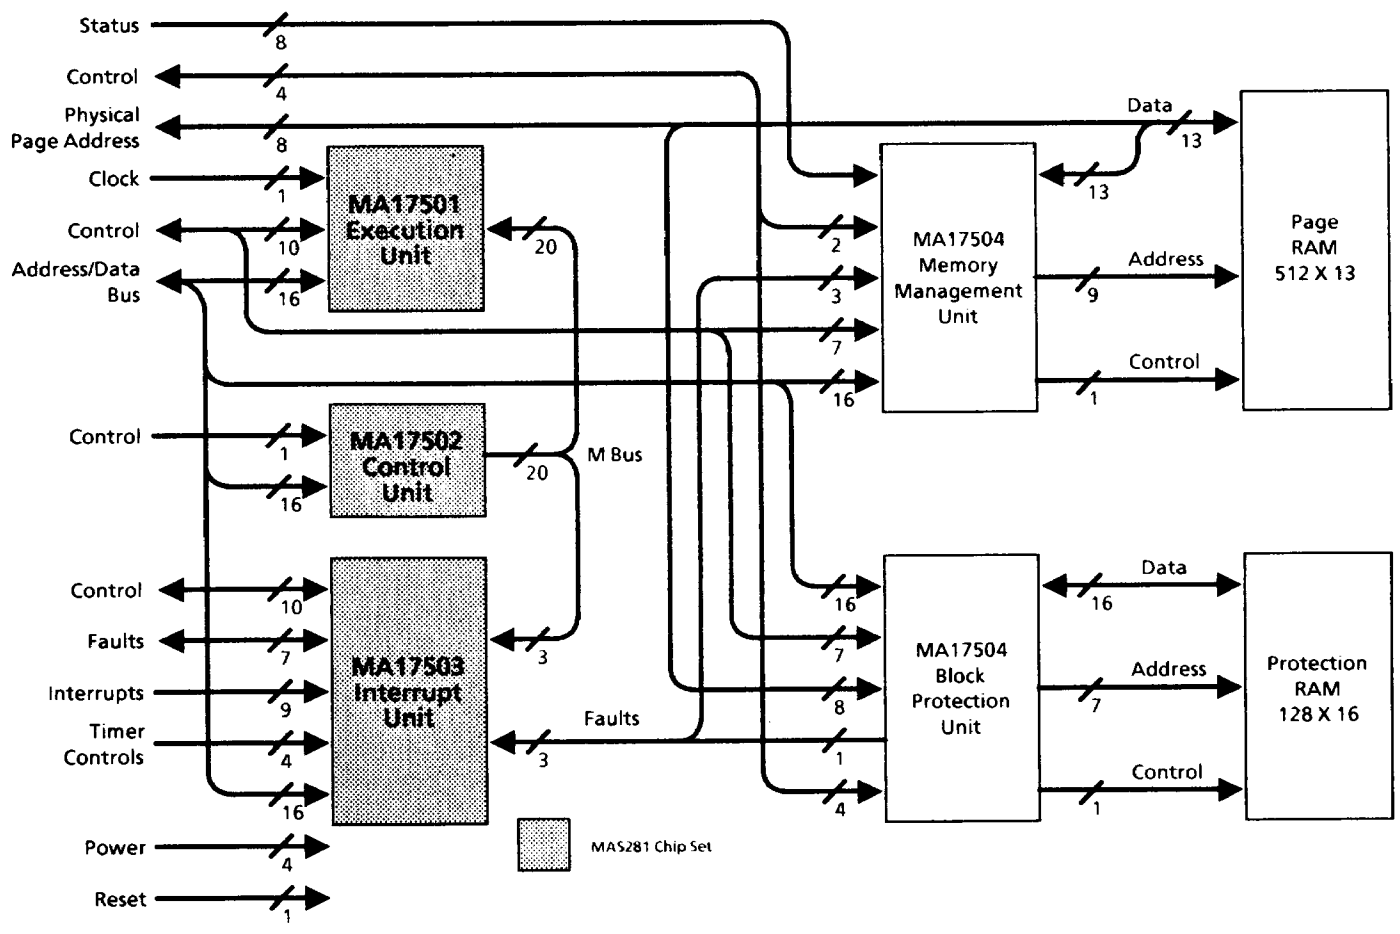 Status
8
Control
4
Physical
Page Address
8
Clock
1
Control
10
Address/Data
Bus
16
MA17501
Execution
Unit
20
Data
13
13
2
3
7
16
MA17504
Memory
Management
Unit
Address
9
Control
1
Page
RAM
512 X 13
Control
1
16
MA17502
Control
Unit
20
M Bus
Control
10
Faults
7
Interrupts
9
Timer
Controls
4
16
MA17503
Interrupt
Unit
3
Faults
3
16
7
8
1
4
MA17504
Block
Protection
Unit
Data
16
Address
7
Control
1
Protection
RAM
128 X 16
Power
4
Reset
1
MAS281 Chip Set